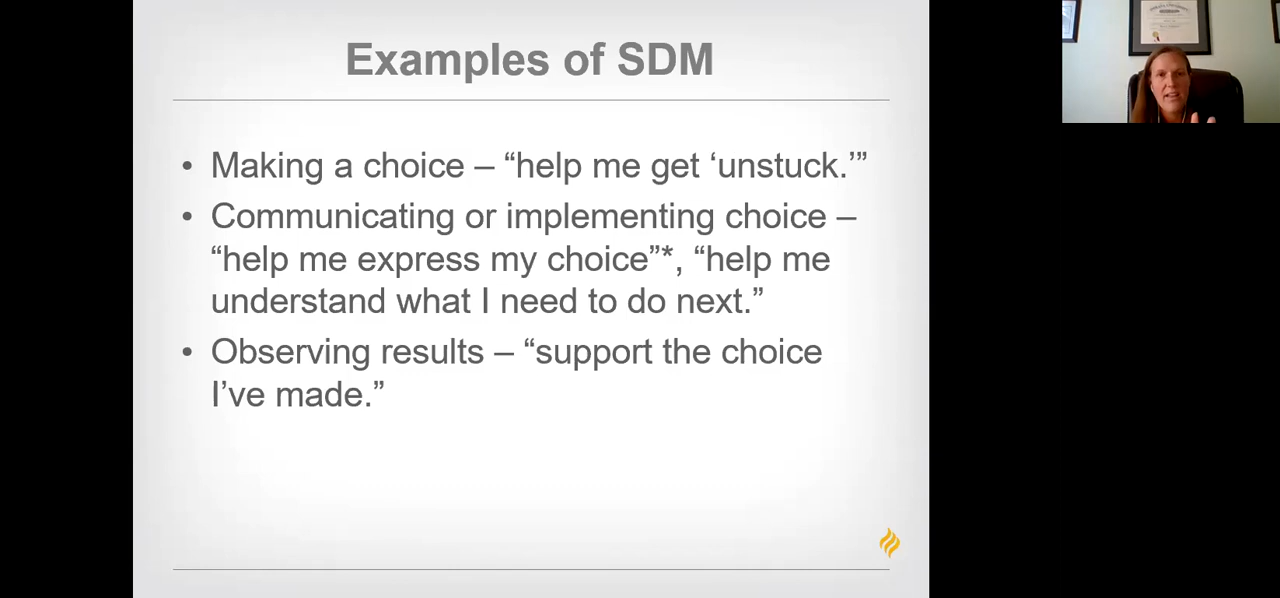 Examples of SDM
• Making a choice – “help me get ‘unstuck.’”
• Communicating or implementing choice –
“help me express my choice”*, “help me
understand what I need to do next.”
• Observing results – “support the choice
I’ve made.”